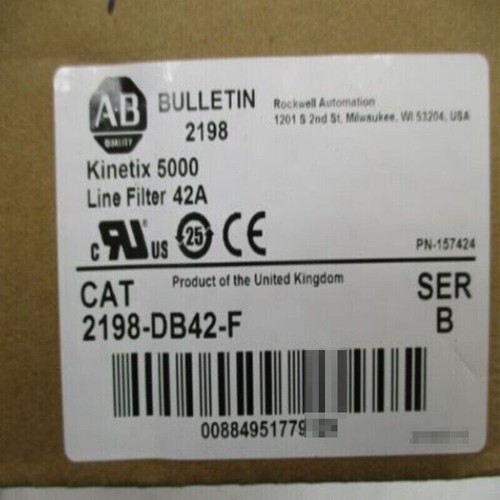 A-B
QUALITY
BULLETIN
2198
Rockwell Automation
1201 S 2nd St, Milwaukee, WI 53204, USA
Kinetix 5000
Line Filter 42A
c RU US 25 CE
PN-157424
Product of the United Kingdom
CAT
2198-DB42-F
SER
B
00884951779